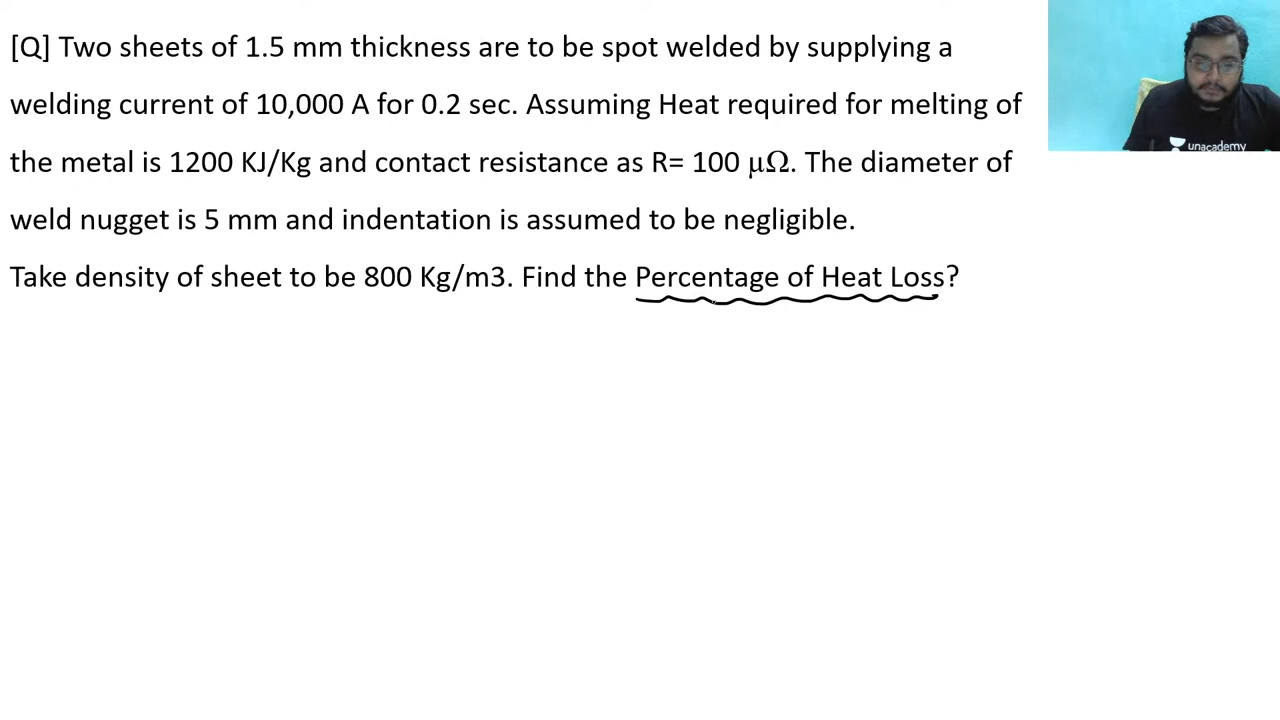 [Q] Two sheets of 1.5 mm thickness are to be spot welded by supplying a
welding current of 10,000 A for 0.2 sec. Assuming Heat required for melting of
the metal is 1200 KJ/Kg and contact resistance as R= 100 μΩ. The diameter of
weld nugget is 5 mm and indentation is assumed to be negligible.
Take density of sheet to be 800 Kg/m3. Find the Percentage of Heat Loss?
unacademy